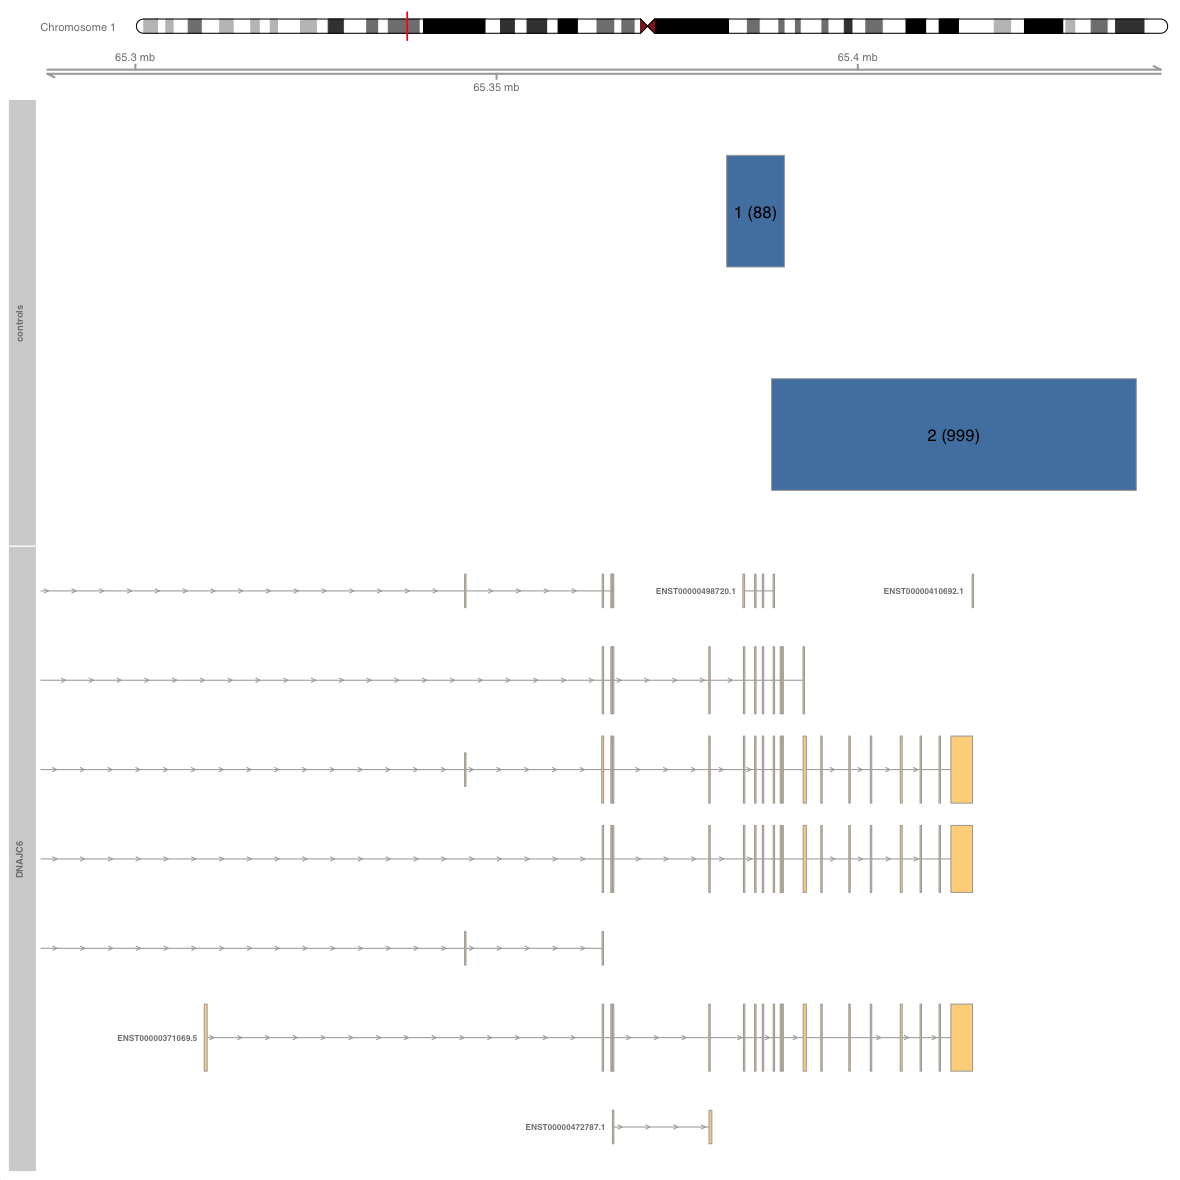 Chromosome 1
65.3 mb
65.4 mb
65.35 mb
controls
1 (88)
2 (999)
DNAJC6
ENST00000498720.1
ENST00000410692.1
ENST00000371069.5
ENST00000472787.1